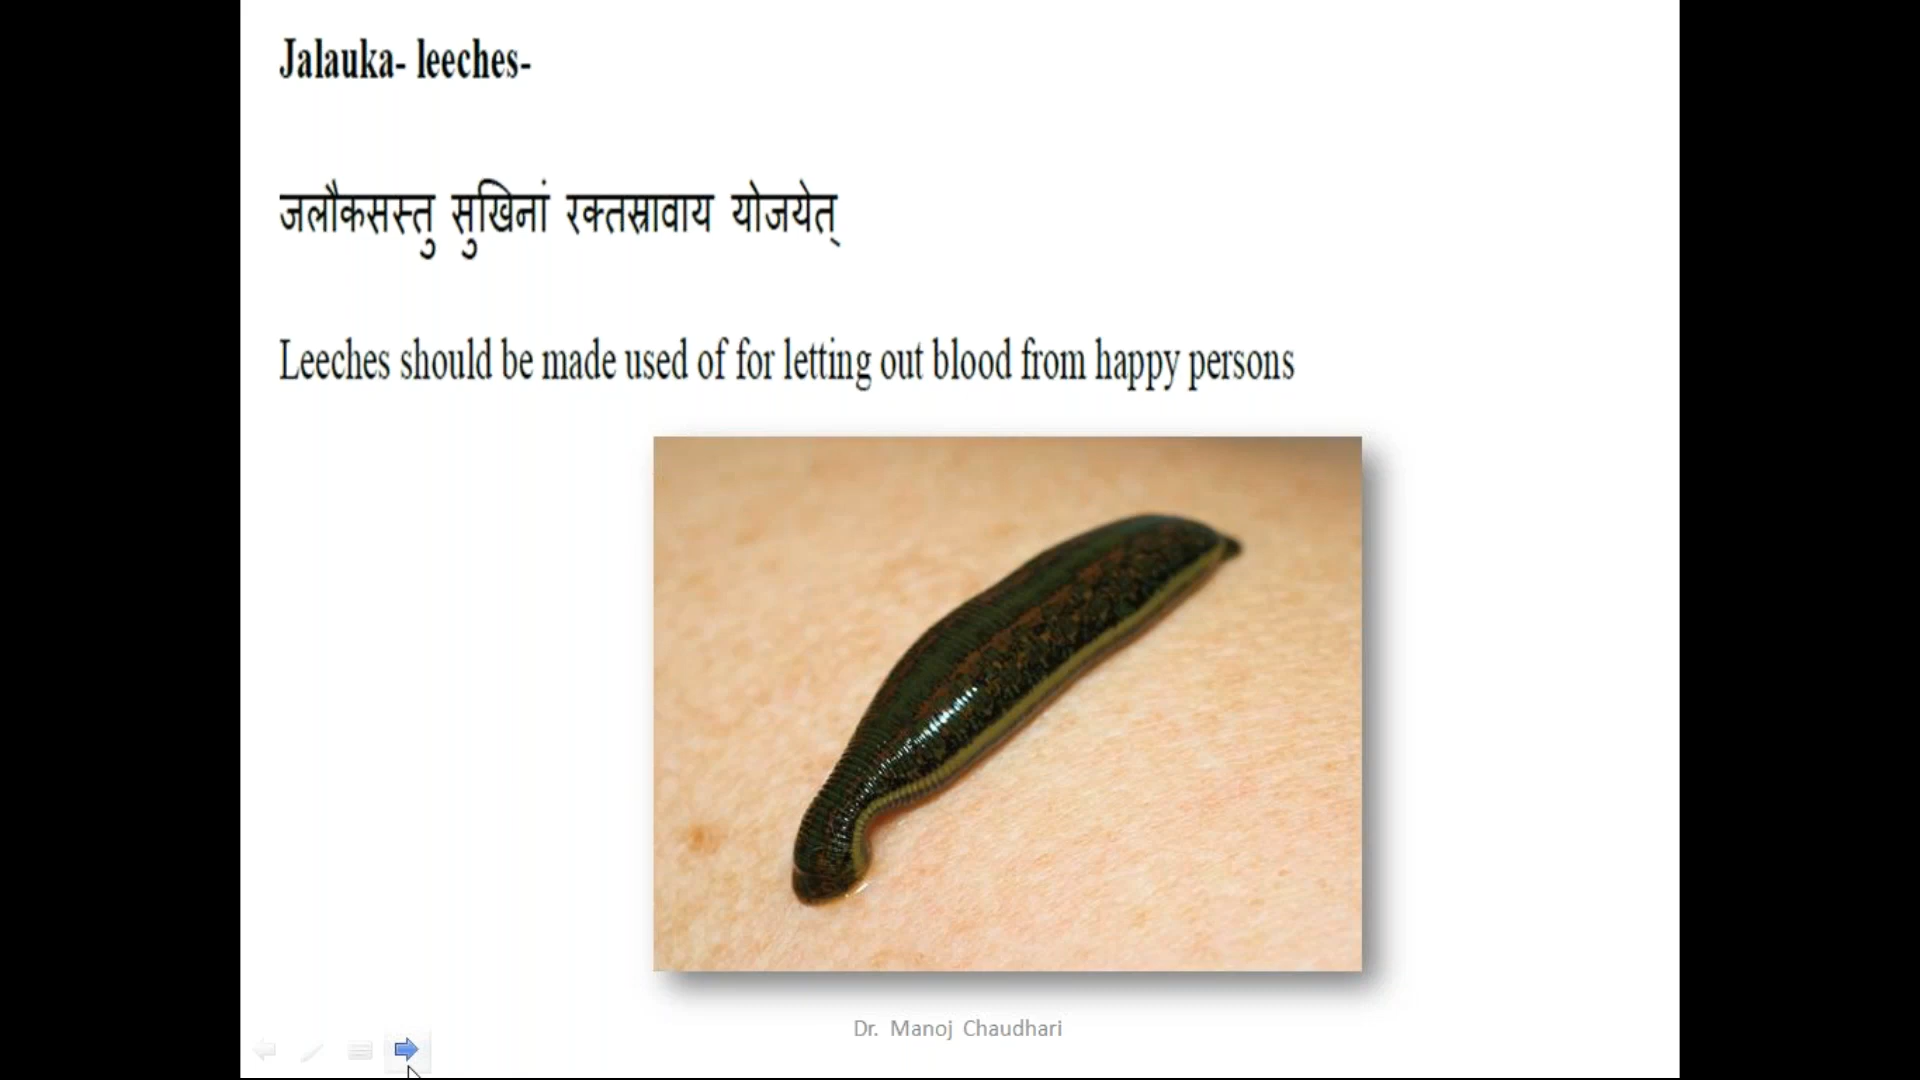 Jalauka- leeches-
जलौकसस्तु सुखिनां रक्तस्रावाय योजयेत्
Leeches should be made used of for letting out blood from happy persons
Dr. Manoj Chaudhari